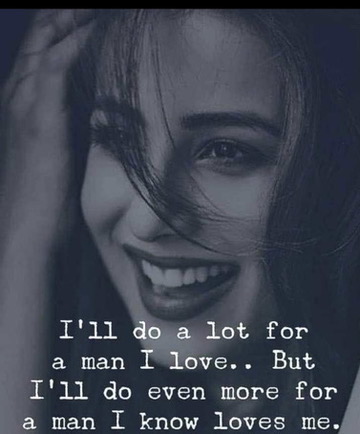 I'll do a lot for
a man I love.. But
I'll do even more for
a man I know loves me.